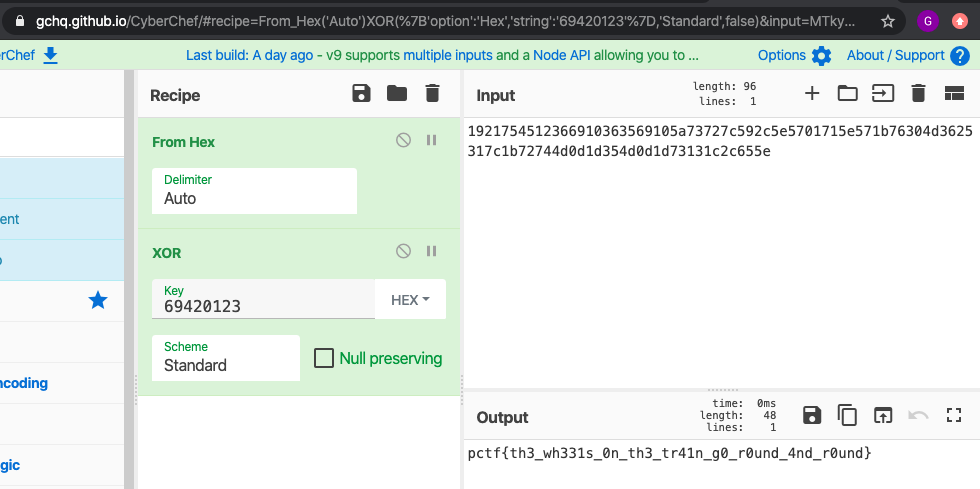 gchq.github.io/CyberChef/#recipe=From_Hex('Auto')XOR(%7B'option':'Hex','string':'69420123'%7D,'Standard',false)&input=MTky...
G
rChef
Last build: A day ago - v9 supports multiple inputs and a Node API allowing you to ...
Options
About / Support
ent
o
ncoding
gic
Recipe
From Hex
Delimiter
Auto
XOR
Key
69420123
HEX
Scheme
Standard
Null preserving
Input
length: 96
lines: 1
1921754512366910363569105a73727c592c5e5701715e571b76304d3625
317c1b72744d0d1d354d0d1d73131c2c655e
Output
time: 0ms
length: 48
lines: 1
pctf{th3_wh331s_0n_th3_tr41n_g0_r0und_4nd_r0und}